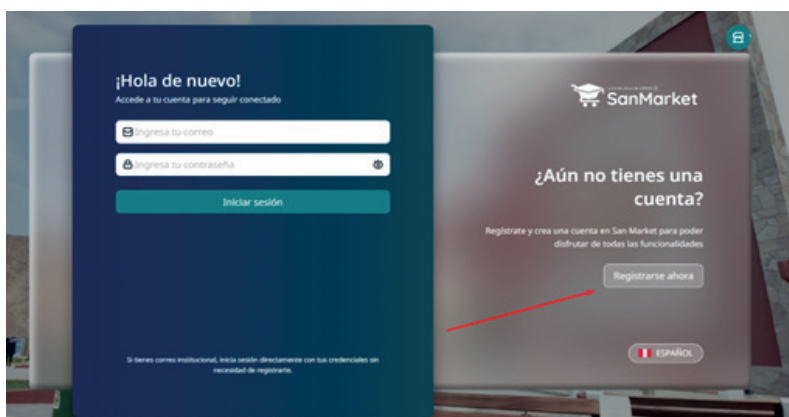 ¡Hola de nuevo!
Accede a tu cuenta para seguir conectado
Ingresa tu correo
Ingresa tu contraseña
Iniciar sesión
Si tienes correo institucional, inicia sesión directamente con tus credenciales sin
necesidad de registrarte.
SanMarket
¿Aún no tienes una
cuenta?
Regístrate y crea una cuenta en San Market para poder
disfrutar de todas las funcionalidades
Registrarse ahora
ESPAÑOL